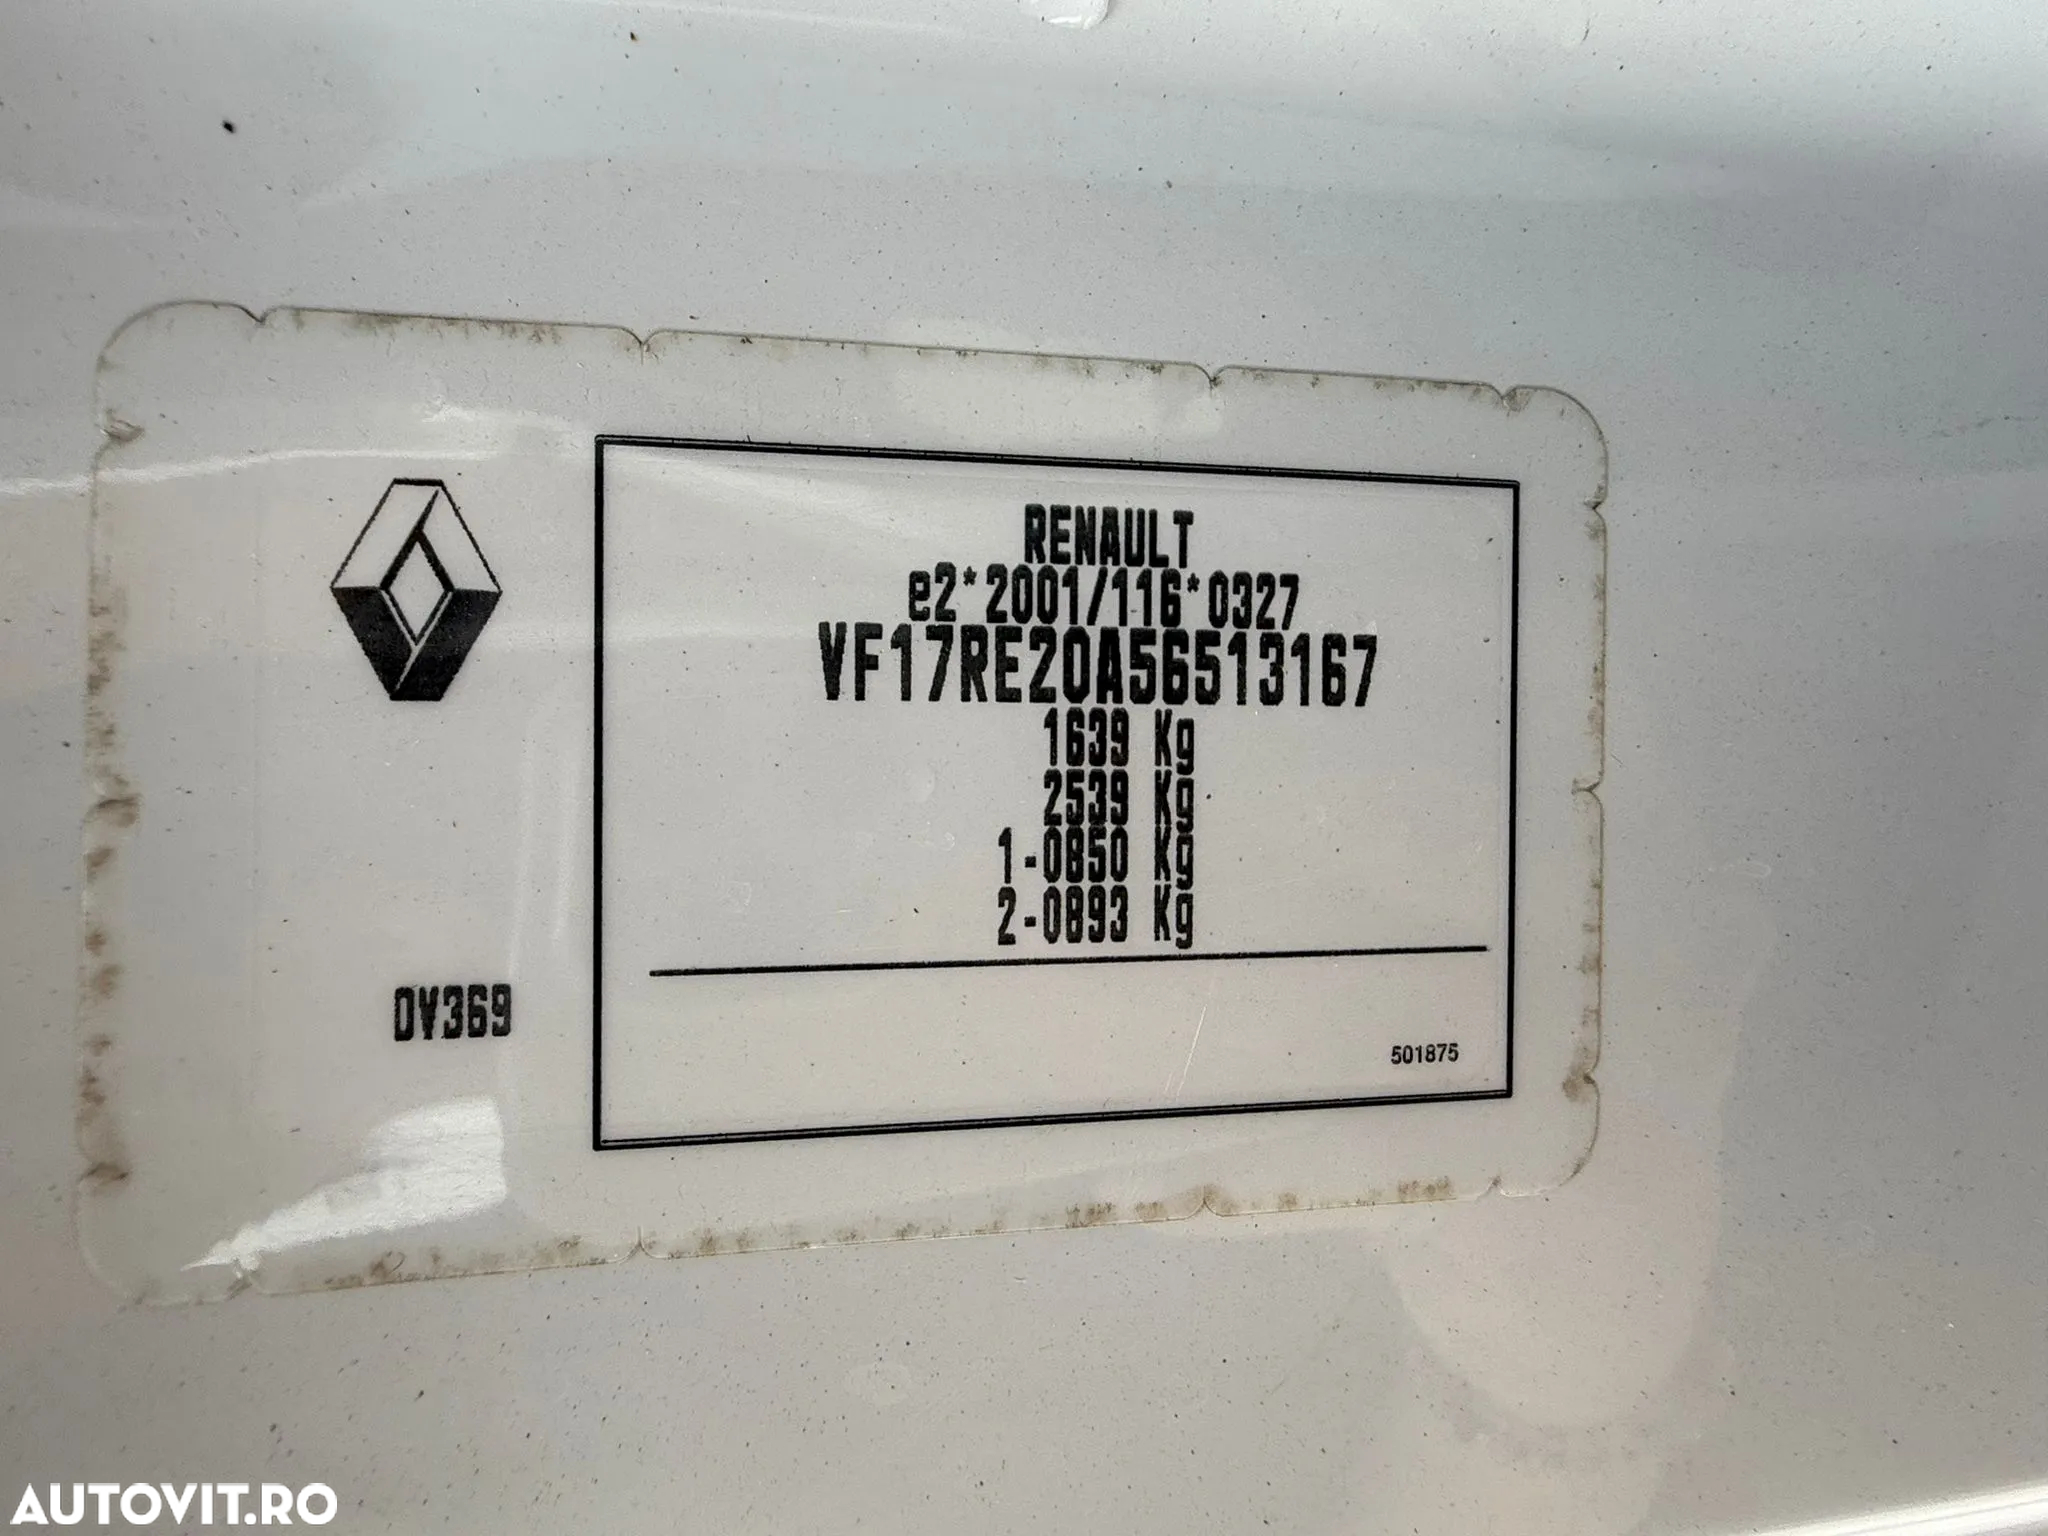 RENAULT
e2*2001/116*0327
VF17RE20A56513167
1639 Kg
2539 Kg
1-0850 Kg
2-0893 Kg
0V369
501875
AUTOVIT.RO